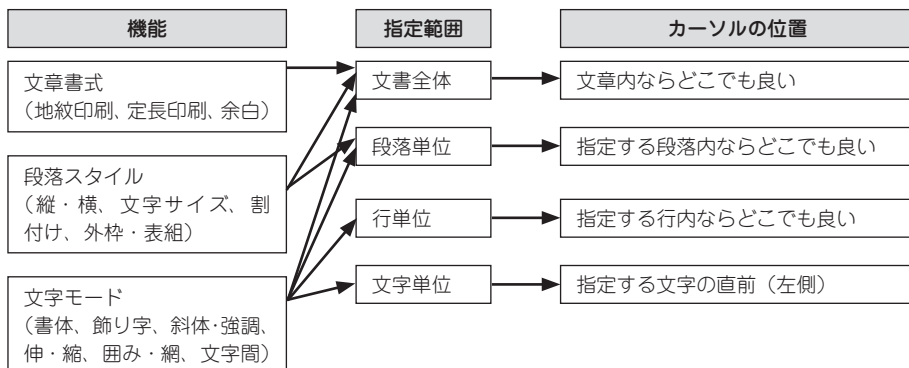 機能
指定範囲
カーソルの位置
文章書式
（地紋印刷、定長印刷、余白）
文書全体
文章内ならどこでも良い
段落スタイル
（縦・横、文字サイズ、割
付け、外枠・表組）
段落単位
指定する段落内ならどこでも良い
行単位
指定する行内ならどこでも良い
文字モード
（書体、飾り字、斜体・強調、
伸・縮、囲み・網、文字間）
文字単位
指定する文字の直前（左側）